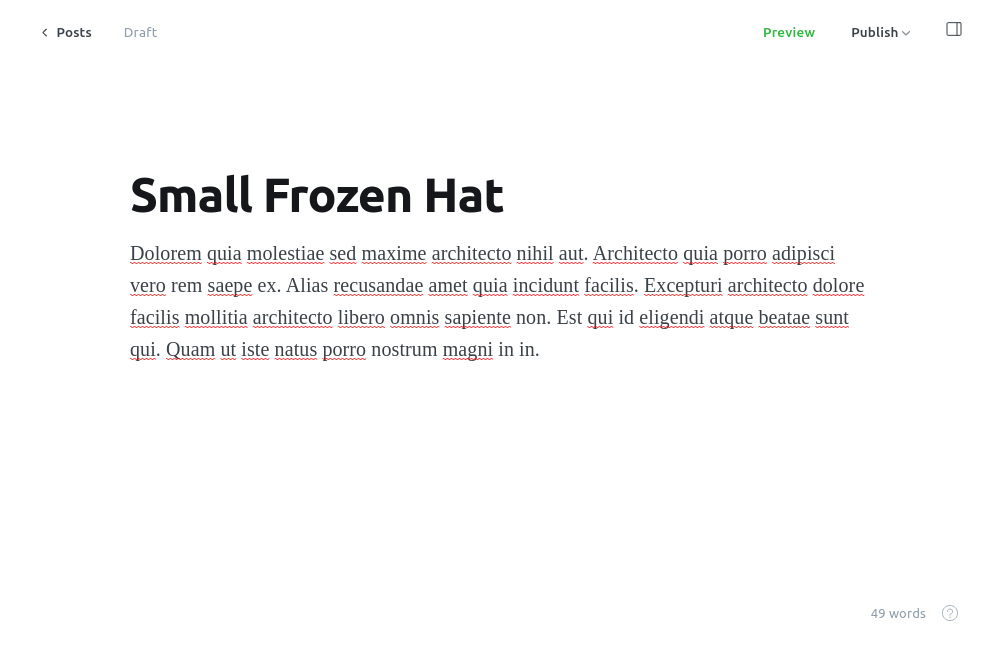 Posts
Draft
Preview
Publish
Small Frozen Hat
Dolorem quia molestiae sed maxime architecto nihil aut. Architecto quia porro adipisci
vero rem saepe ex. Alias recusandae amet quia incidunt facilis. Excepturi architecto dolore
facilis mollitia architecto libero omnis sapiente non. Est qui id eligendi atque beatae sunt
qui. Quam ut iste natus porro nostrum magni in in.
49 words
?